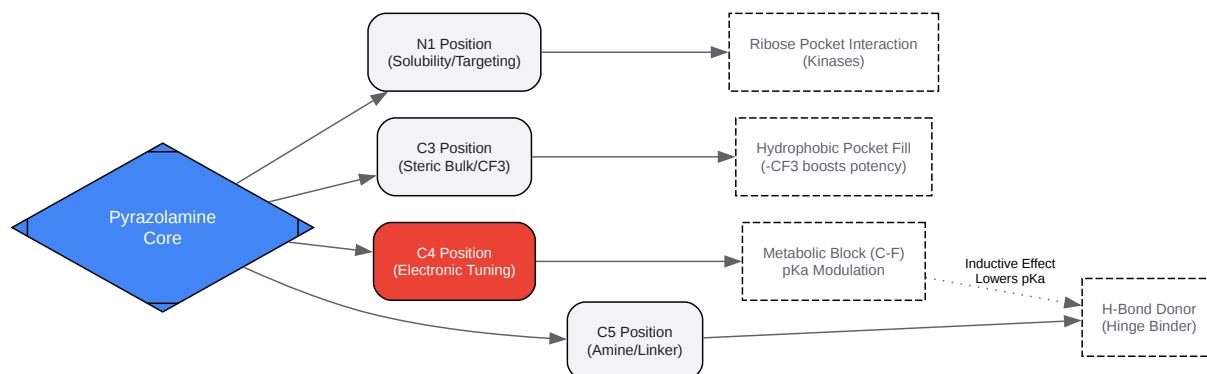 N1 Position
(Solubility/Targeting)
Ribose Pocket Interaction
(Kinases)
C3 Position
(Steric Bulk/CF3)
Hydrophobic Pocket Fill
(-CF3 boosts potency)
Pyrazolamine
Core
C4 Position
(Electronic Tuning)
Metabolic Block (C-F)
pKa Modulation
Inductive Effect
Lowers pKa
H-Bond Donor
(Hinge Binder)
C5 Position
(Amine/Linker)